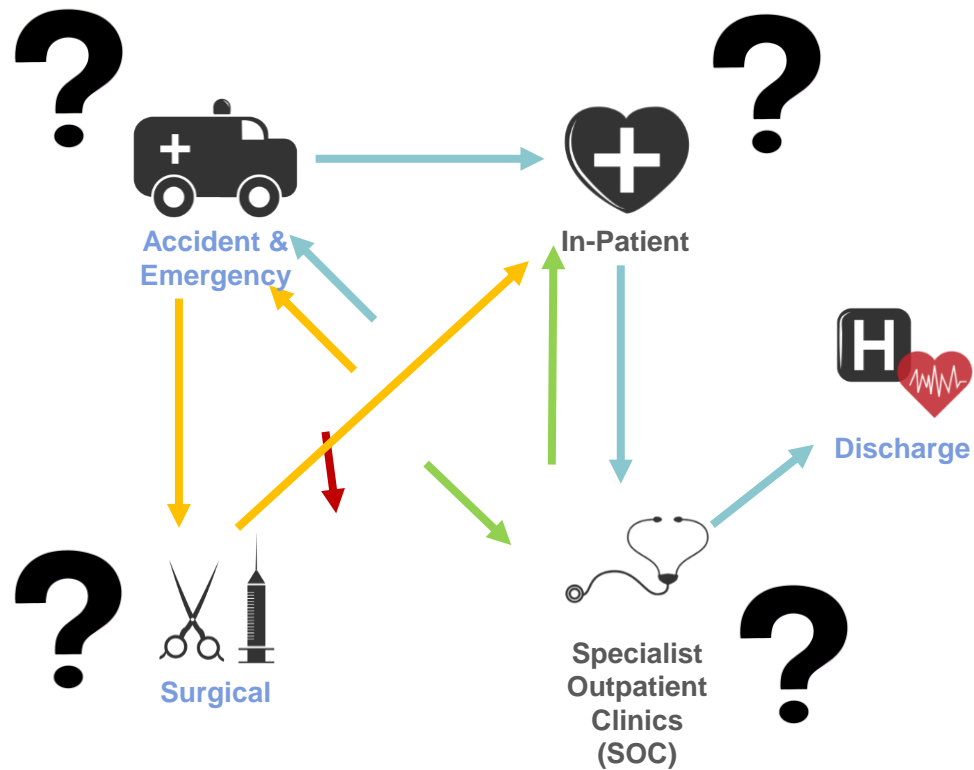 ?
?
Accident &
Emergency
In-Patient
H
Discharge
?
?
Surgical
Specialist
Outpatient
Clinics
(SOC)